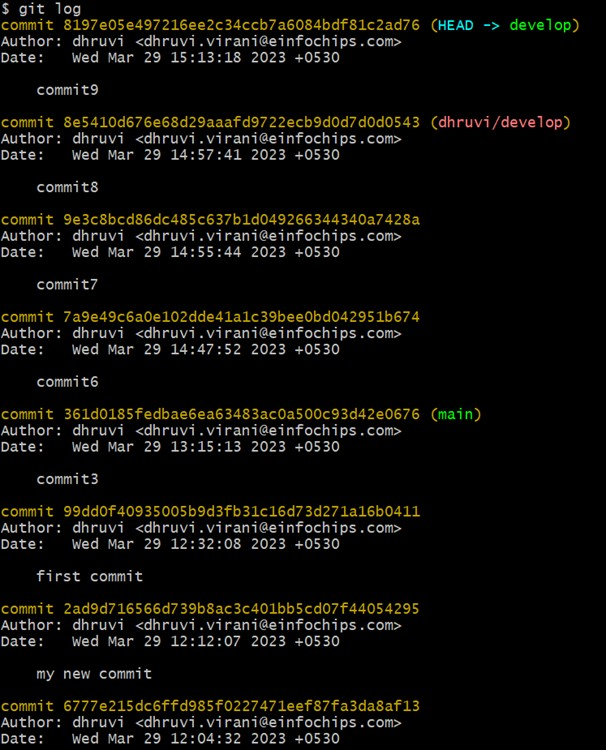 $ git log
commit 8197e05e497216ee2c34ccb7a6084bdf81c2ad76 (HEAD -> develop)
Author: dhruvi <dhruvi.virani@einfochips.com>
Date:   Wed Mar 29 15:13:18 2023 +0530

    commit9

commit 8e5410d676e68d29aaafd9722ecb9d0d7d0d0543 (dhruvi/develop)
Author: dhruvi <dhruvi.virani@einfochips.com>
Date:   Wed Mar 29 14:57:41 2023 +0530

    commit8

commit 9e3c8bcd86dc485c637b1d049266344340a7428a
Author: dhruvi <dhruvi.virani@einfochips.com>
Date:   Wed Mar 29 14:55:44 2023 +0530

    commit7

commit 7a9e49c6a0e102dde41a1c39bee0bd042951b674
Author: dhruvi <dhruvi.virani@einfochips.com>
Date:   Wed Mar 29 14:47:52 2023 +0530

    commit6

commit 361d0185fedbae6ea63483ac0a500c93d42e0676 (main)
Author: dhruvi <dhruvi.virani@einfochips.com>
Date:   Wed Mar 29 13:15:13 2023 +0530

    commit3

commit 99dd0f40935005b9d3fb31c16d73d271a16b0411
Author: dhruvi <dhruvi.virani@einfochips.com>
Date:   Wed Mar 29 12:32:08 2023 +0530

    first commit

commit 2ad9d716566d739b8ac3c401bb5cd07f44054295
Author: dhruvi <dhruvi.virani@einfochips.com>
Date:   Wed Mar 29 12:12:07 2023 +0530

    my new commit

commit 6777e215dc6ffd985f0227471eef87fa3da8af13
Author: dhruvi <dhruvi.virani@einfochips.com>
Date:   Wed Mar 29 12:04:32 2023 +0530